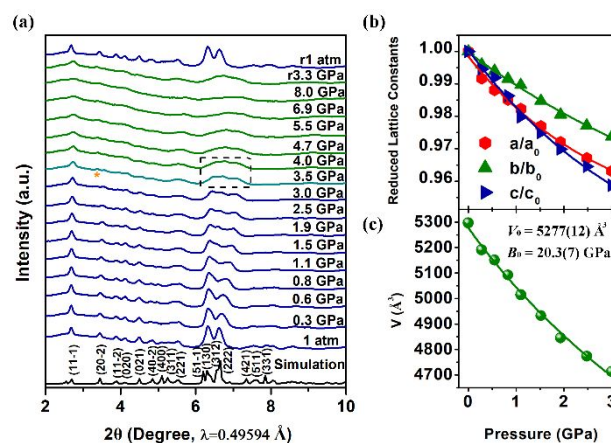 (a)
Intensity (a.u.)
r1 atm
r3.3 GPa
8.0 GPa
6.9 GPa
5.5 GPa
4.7 GPa
4.0 GPa
3.5 GPa
*
3.0 GPa
2.5 GPa
1.9 GPa
1.5 GPa
1.1 GPa
0.8 GPa
0.6 GPa
0.3 GPa
1 atm
Simulation
(11-1)
(20-2)
(11-2)
(020)
(021)
(40-2)
(400)
(311)
(221)
(51-1)
(130)
(312)
(222)
(421)
(511)
(331)
2 4 6 8 10
2θ (Degree, λ=0.49594 Å)
(b)
Reduced Lattice Constants
1.00
0.99
0.98
0.97
0.96
a/a0
b/b0
c/c0
(c)
V (Å3)
5300
5200
5100
5000
4900
4800
4700
V0 = 5277(12) Å3
B0 = 20.3(7) GPa
0 1 2 3
Pressure (GPa)